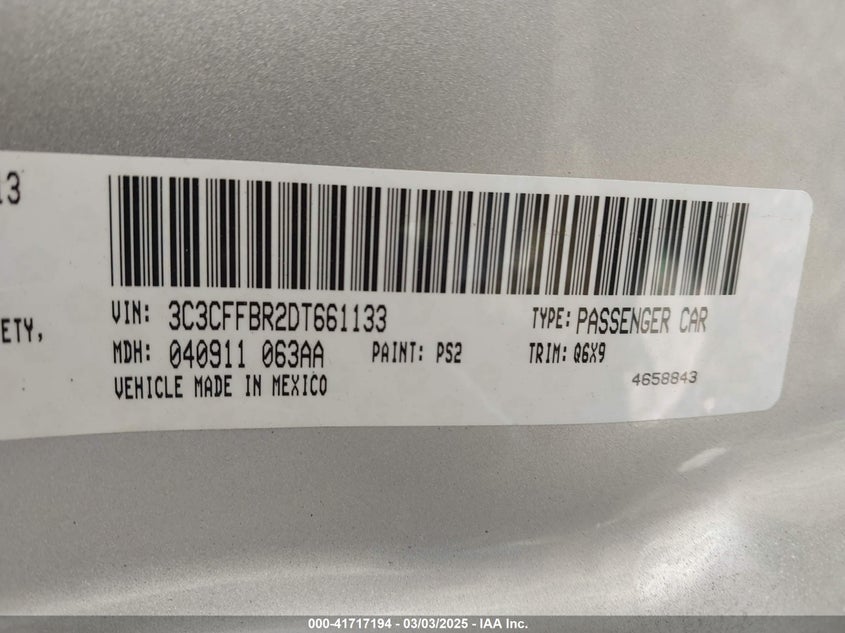 13
VIN: 3C3CFFBR2DT661133 TYPE: PASSENGER CAR
ETY,
MDH: 040911 063AA PAINT: PS2 TRIM: Q6X9
VEHICLE MADE IN MEXICO 4658843
000-41717194 - 03/03/2025 - IAA Inc.